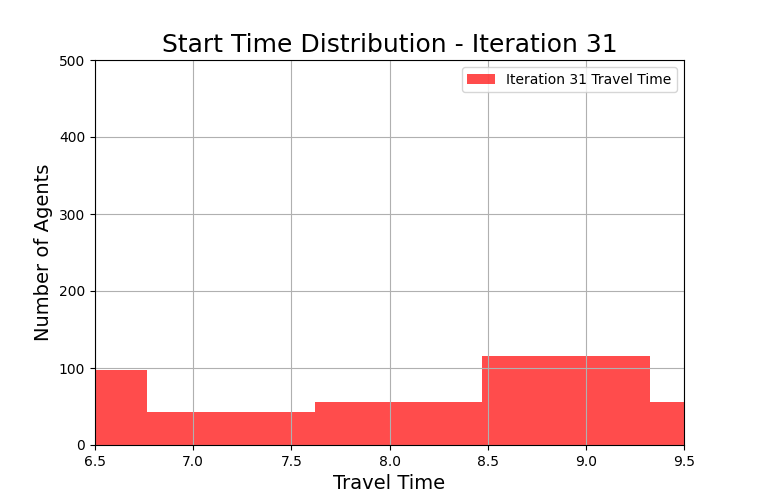 Start Time Distribution - Iteration 31
Iteration 31 Travel Time
Number of Agents
500
400
300
200
100
0
6.5 7.0 7.5 8.0 8.5 9.0 9.5
Travel Time